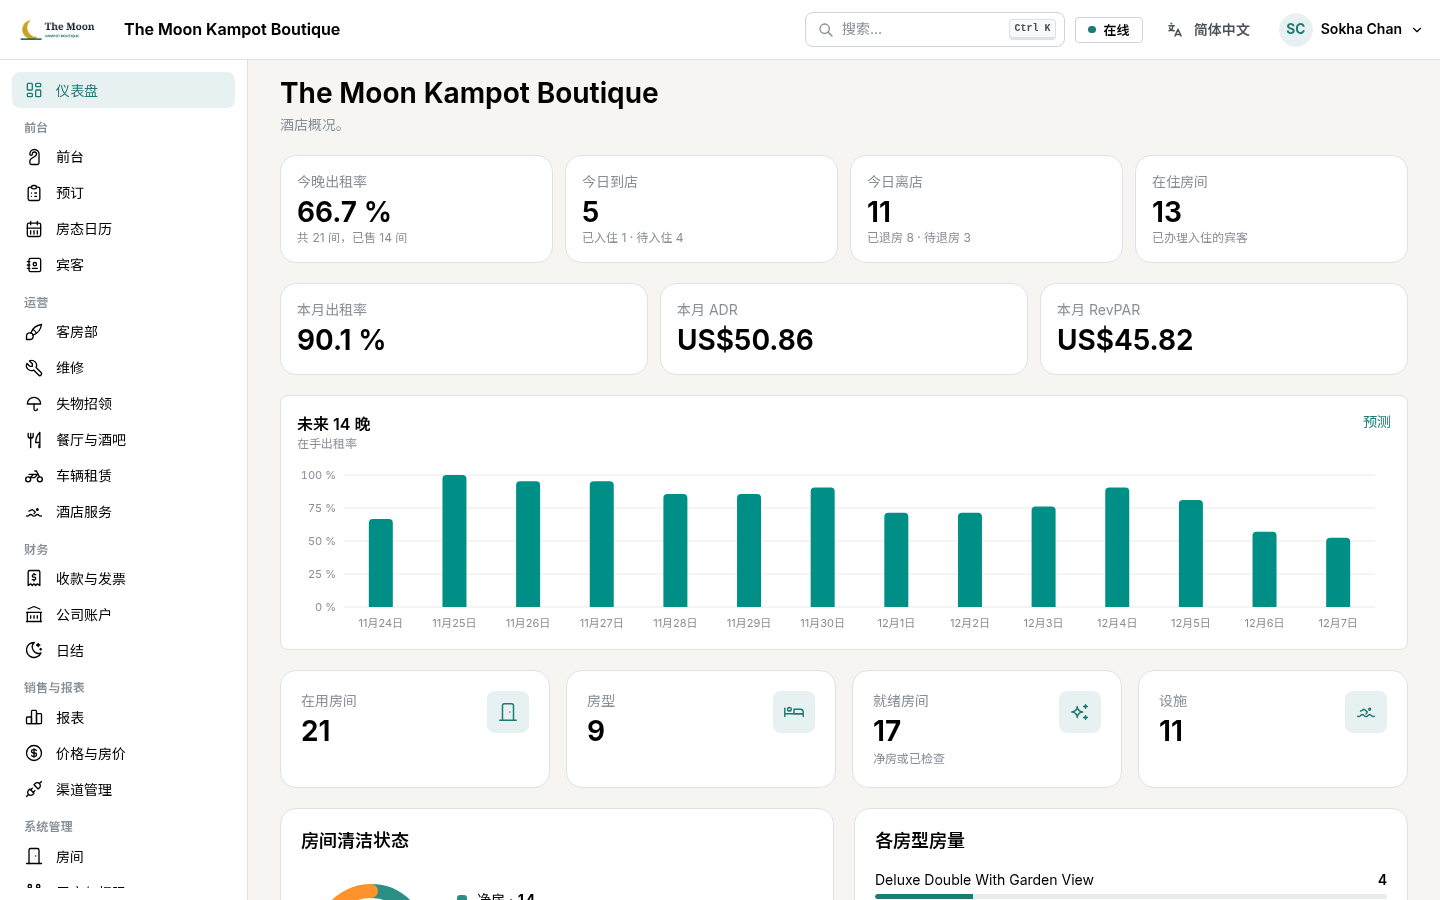 The Moon
KAMPOT BOUTIQUE
The Moon Kampot Boutique
搜索...
Ctrl K
在线
简体中文
SC
Sokha Chan
仪表盘
前台
前台
预订
房态日历
宾客
运营
客房部
维修
失物招领
餐厅与酒吧
车辆租赁
酒店服务
财务
收款与发票
公司账户
日结
销售与报表
报表
价格与房价
渠道管理
系统管理
房间
The Moon Kampot Boutique
酒店概况。
今晚出租率
66.7 %
共 21 间，已售 14 间
今日到店
5
已入住 1 · 待入住 4
今日离店
11
已退房 8 · 待退房 3
在住房间
13
已办理入住的宾客
本月出租率
90.1 %
本月 ADR
US$50.86
本月 RevPAR
US$45.82
未来 14 晚
在手出租率
预测
100 %
75 %
50 %
25 %
0 %
11月24日 11月25日 11月26日 11月27日 11月28日 11月29日 11月30日 12月1日 12月2日 12月3日 12月4日 12月5日 12月6日 12月7日
在用房间
21
房型
9
就绪房间
17
净房或已检查
设施
11
房间清洁状态
净房 · 14
各房型房量
Deluxe Double With Garden View 4